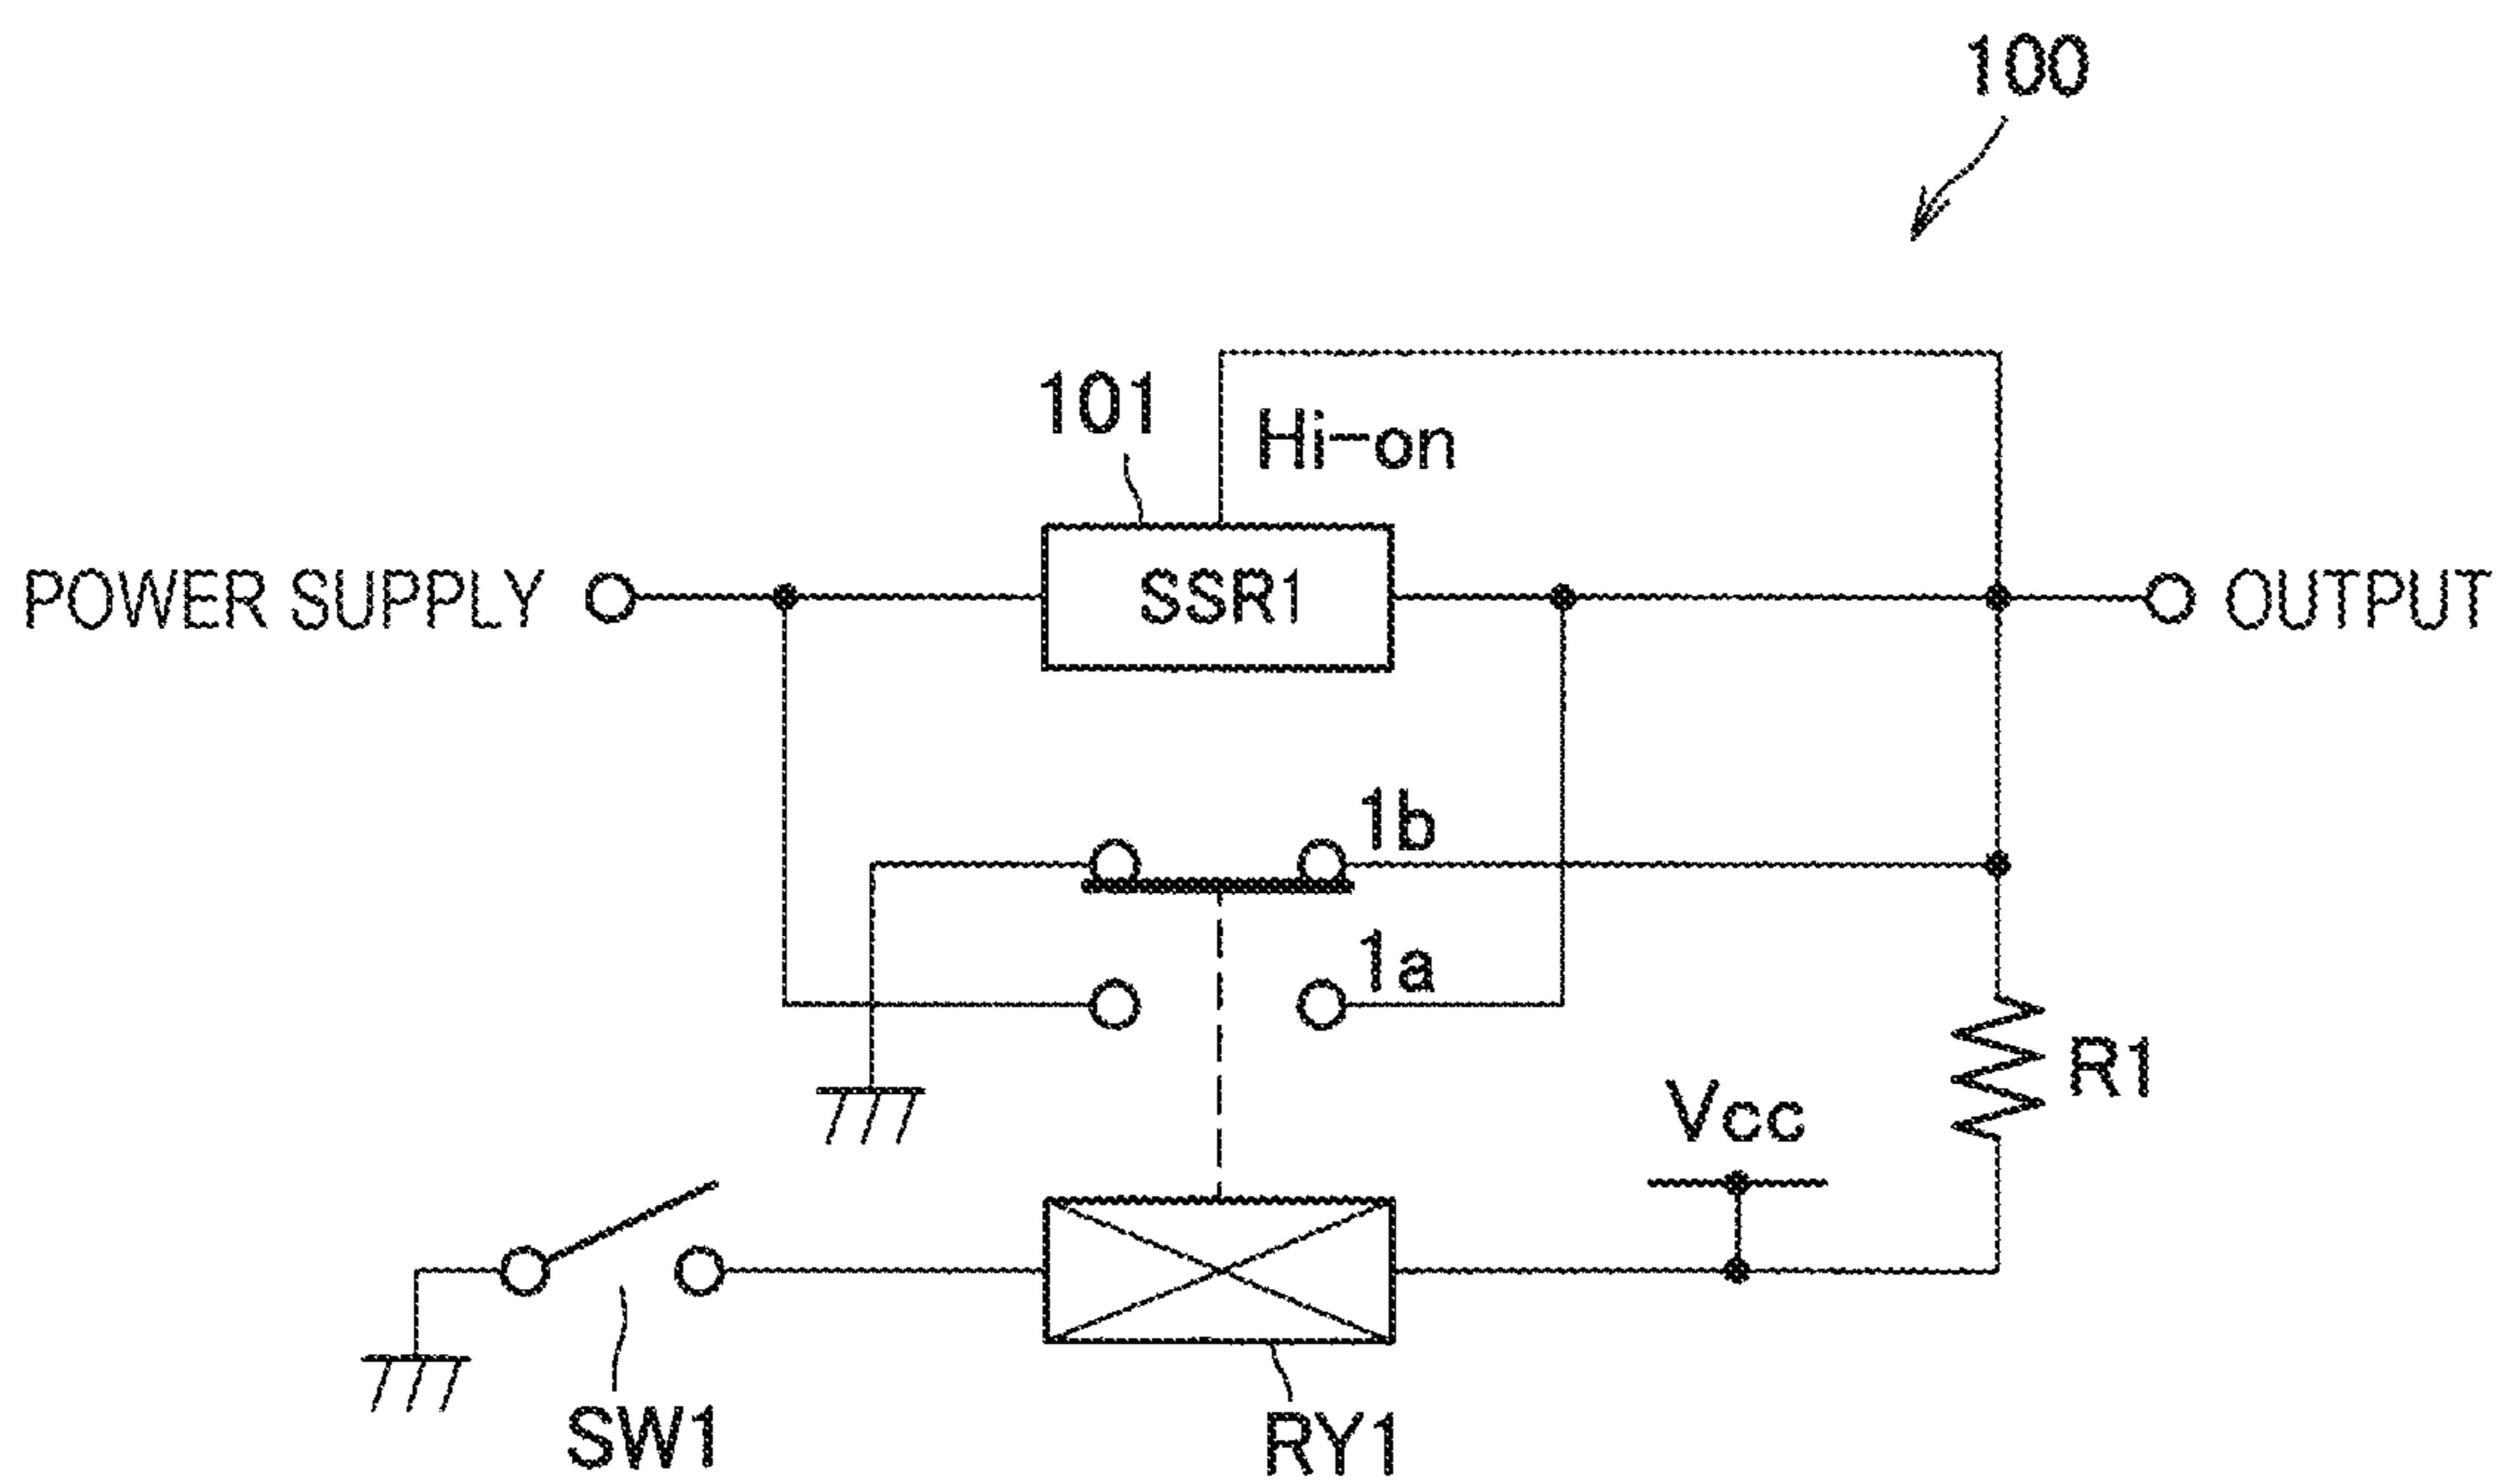 100
101
Hi-on
POWER SUPPLY
SSR1
OUTPUT
1b
1a
R1
Vcc
SW1
RY1